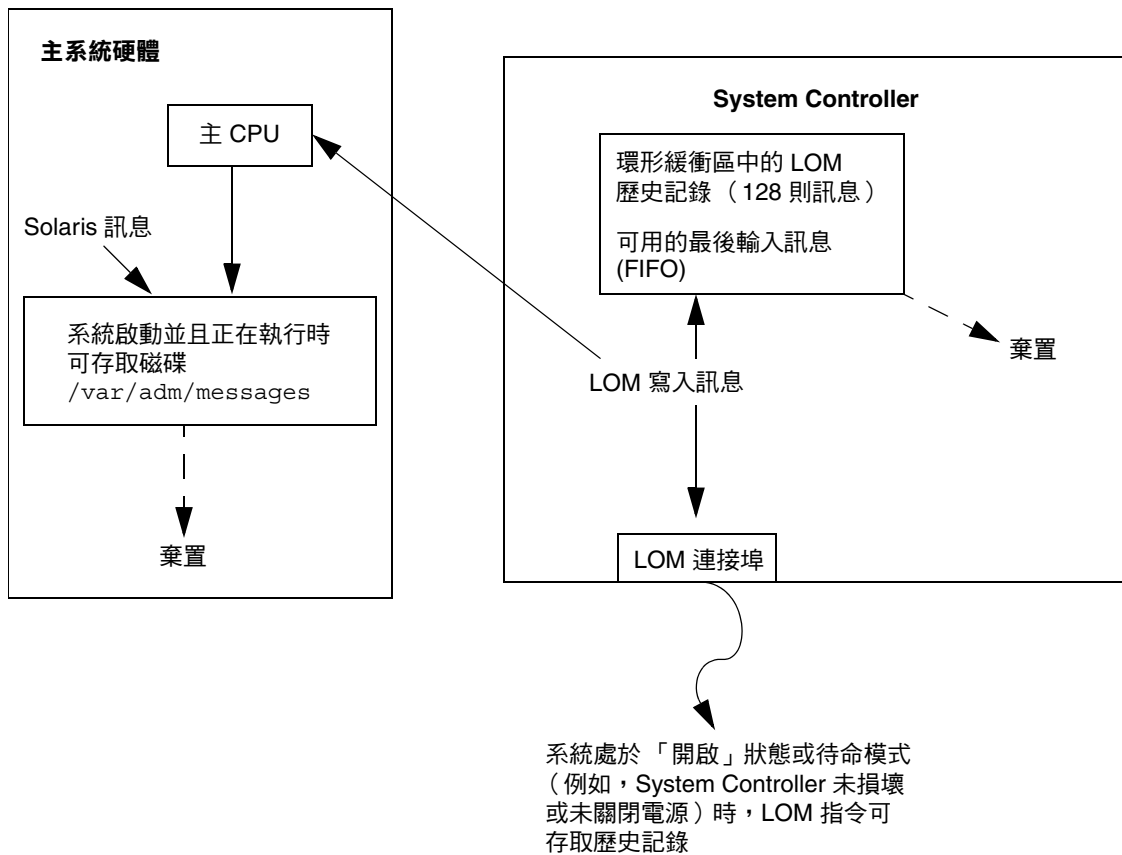 主系統硬體
主 CPU
Solaris 訊息
系統啟動並且正在執行時
可存取磁碟
/var/adm/messages
棄置
System Controller
環形緩衝區中的 LOM
歷史記錄（128 則訊息）
可用的最後輸入訊息
(FIFO)
棄置
LOM 寫入訊息
LOM 連接埠
系統處於「開啟」狀態或待命模式
（例如，System Controller 未損壞
或未關閉電源）時，LOM 指令可
存取歷史記錄